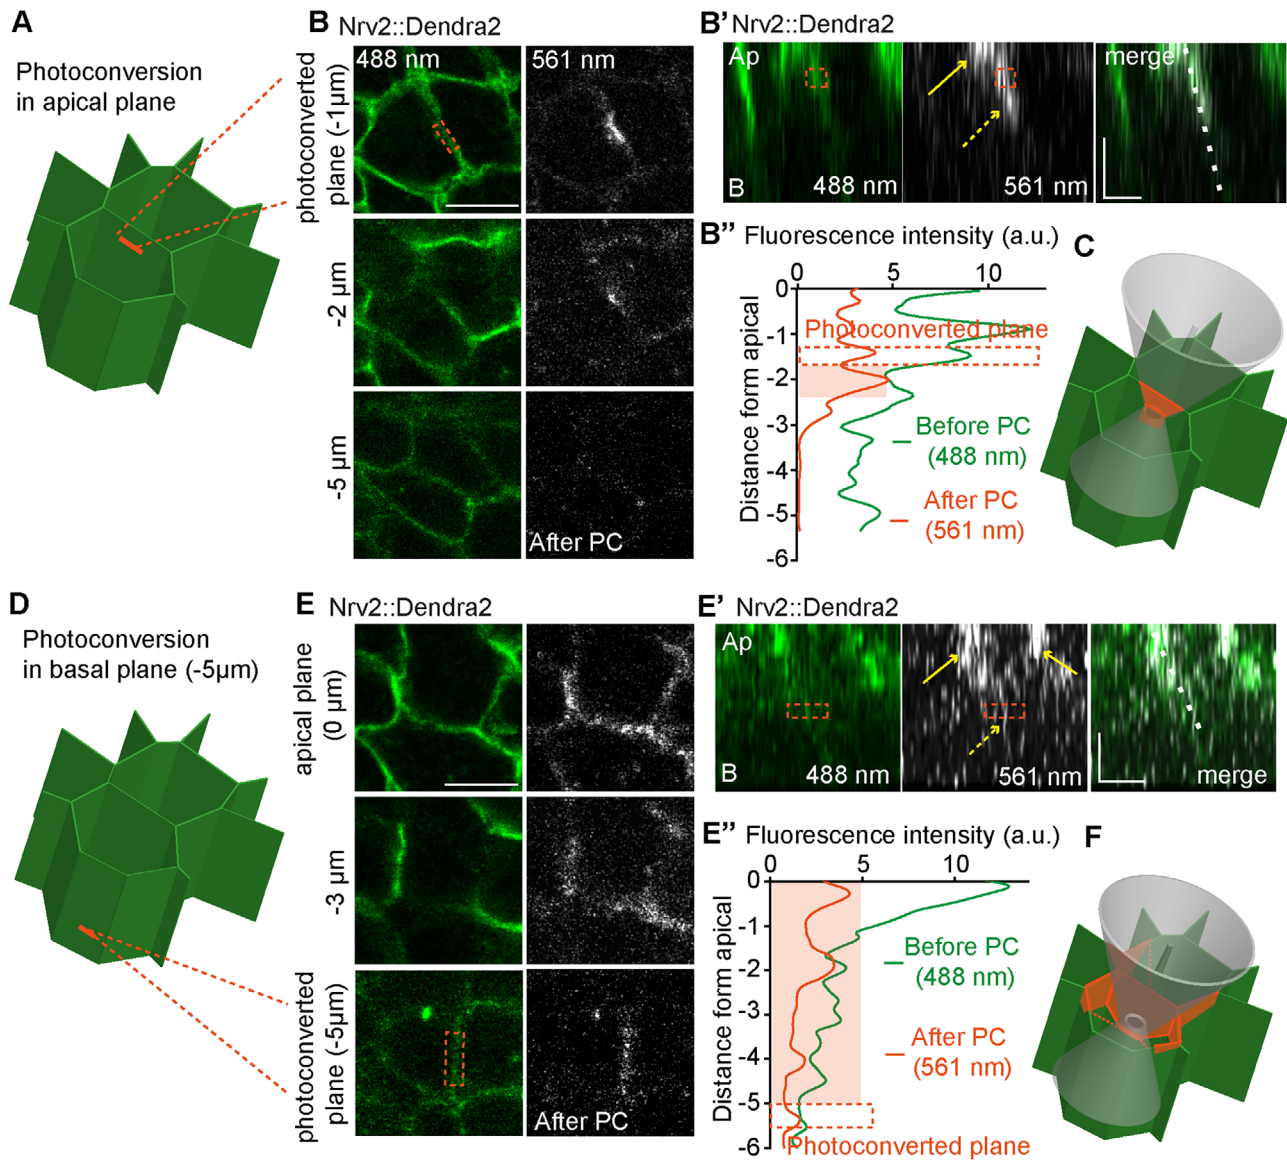 A
Photoconversion
in apical plane
B
Nrv2::Dendra2
488 nm
561 nm
photoconverted
plane (-1µm)
-2 µm
-5 µm
After PC
B’
Nrv2::Dendra2
Ap
B
488 nm
561 nm
merge
B”
Fluorescence intensity (a.u.)
0
5
10
0
-1
-2
-3
-4
-5
-6
Distance form apical
Photoconverted plane
Before PC
(488 nm)
After PC
(561 nm)
C
D
Photoconversion
in basal plane (-5µm)
E
Nrv2::Dendra2
apical plane
(0 µm)
-3 µm
photoconverted
plane (-5µm)
After PC
E’
Nrv2::Dendra2
Ap
B
488 nm
561 nm
merge
E”
Fluorescence intensity (a.u.)
0
5
10
0
-1
-2
-3
-4
-5
-6
Distance form apical
Before PC
(488 nm)
After PC
(561 nm)
Photoconverted plane
F